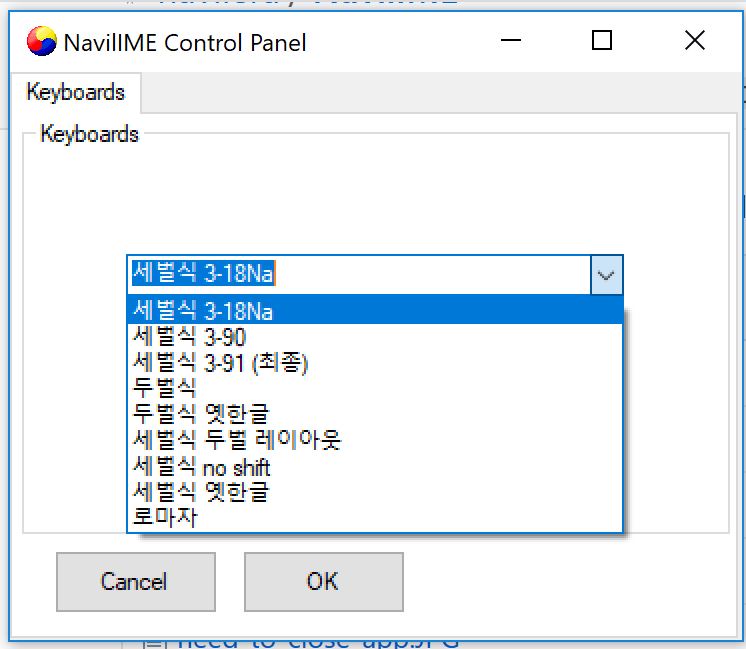 NavilIME Control Panel
Keyboards
Keyboards
세벌식 3-18Na
세벌식 3-18Na
세벌식 3-90
세벌식 3-91 (최종)
두벌식
두벌식 옛한글
세벌식 두벌 레이아웃
세벌식 no shift
세벌식 옛한글
로마자
Cancel OK
need_to_close_app.JPG